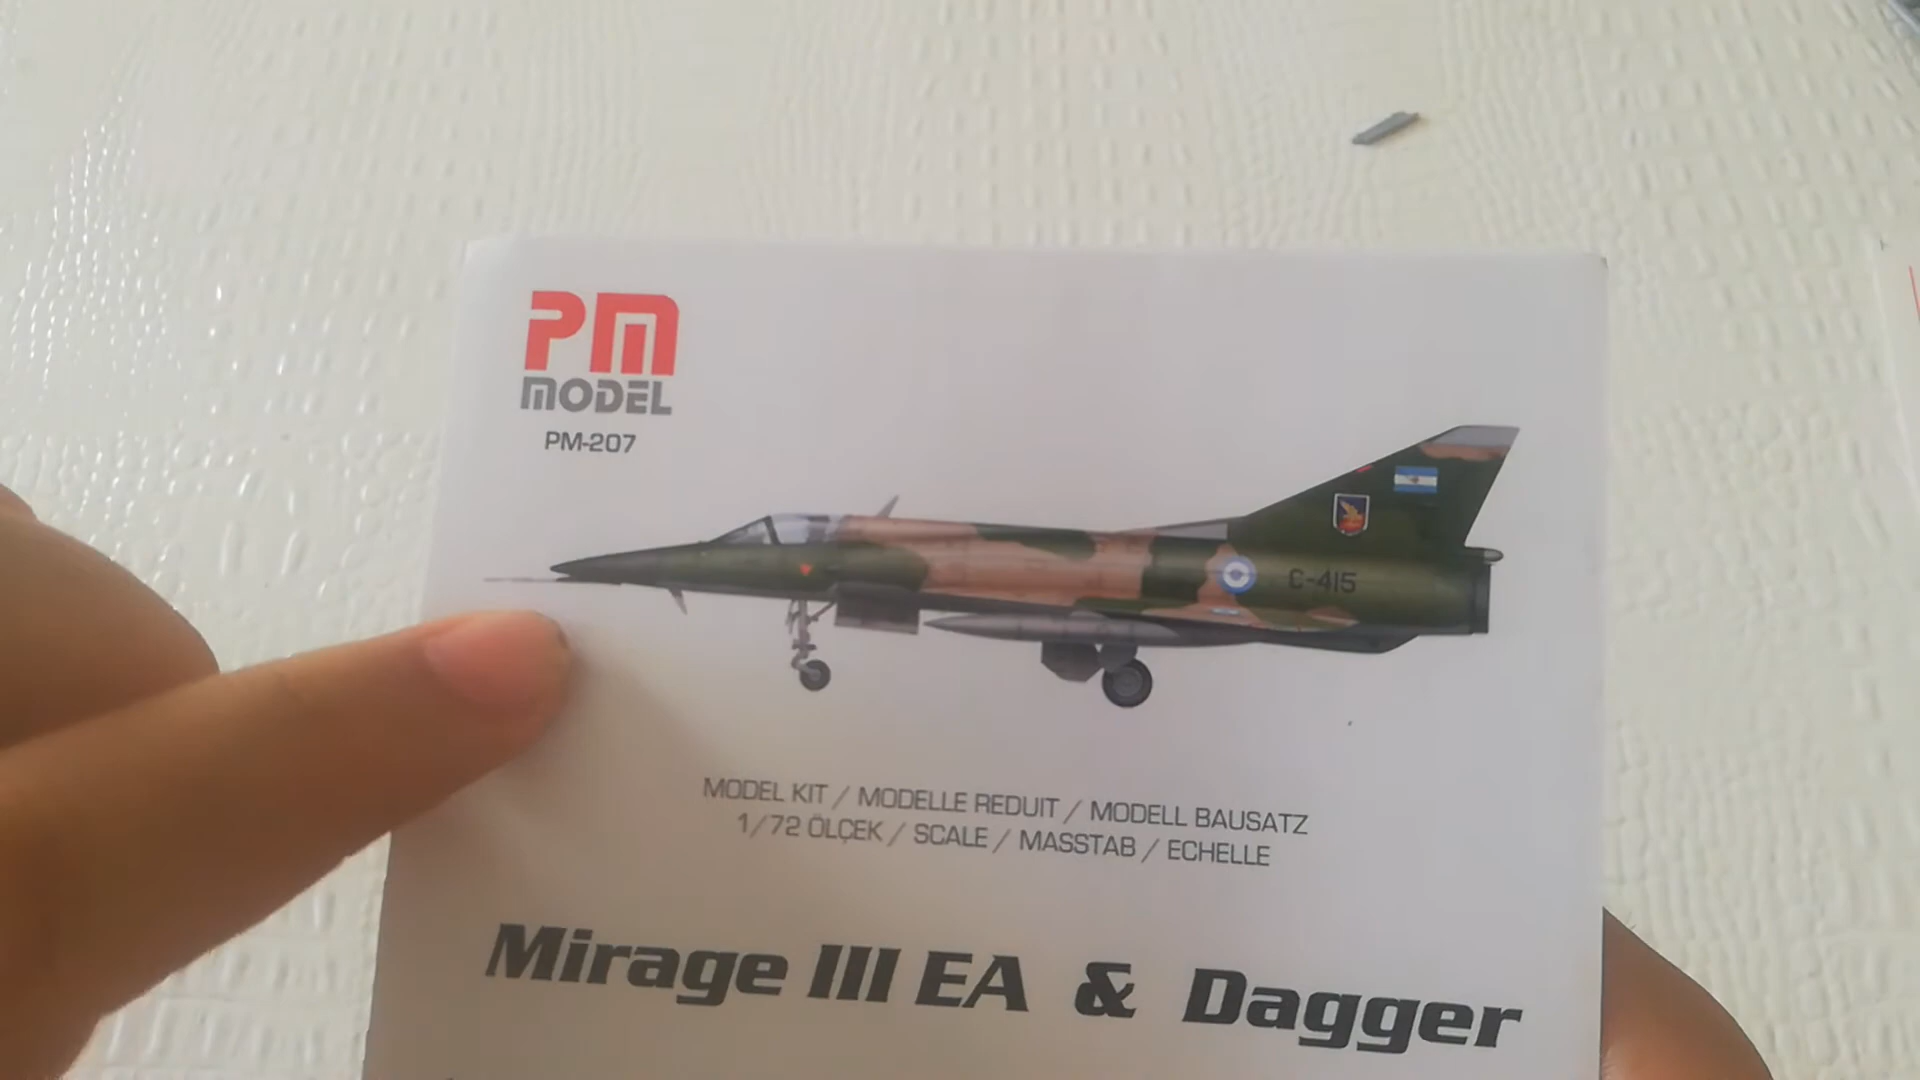 PM
MODEL
PM-207
C-415
MODEL KIT / MODELLE REDUIT / MODELL BAUSATZ
1/72 ÖLÇEK / SCALE / MASSTAB / ECHELLE
Mirage III EA & Dagger